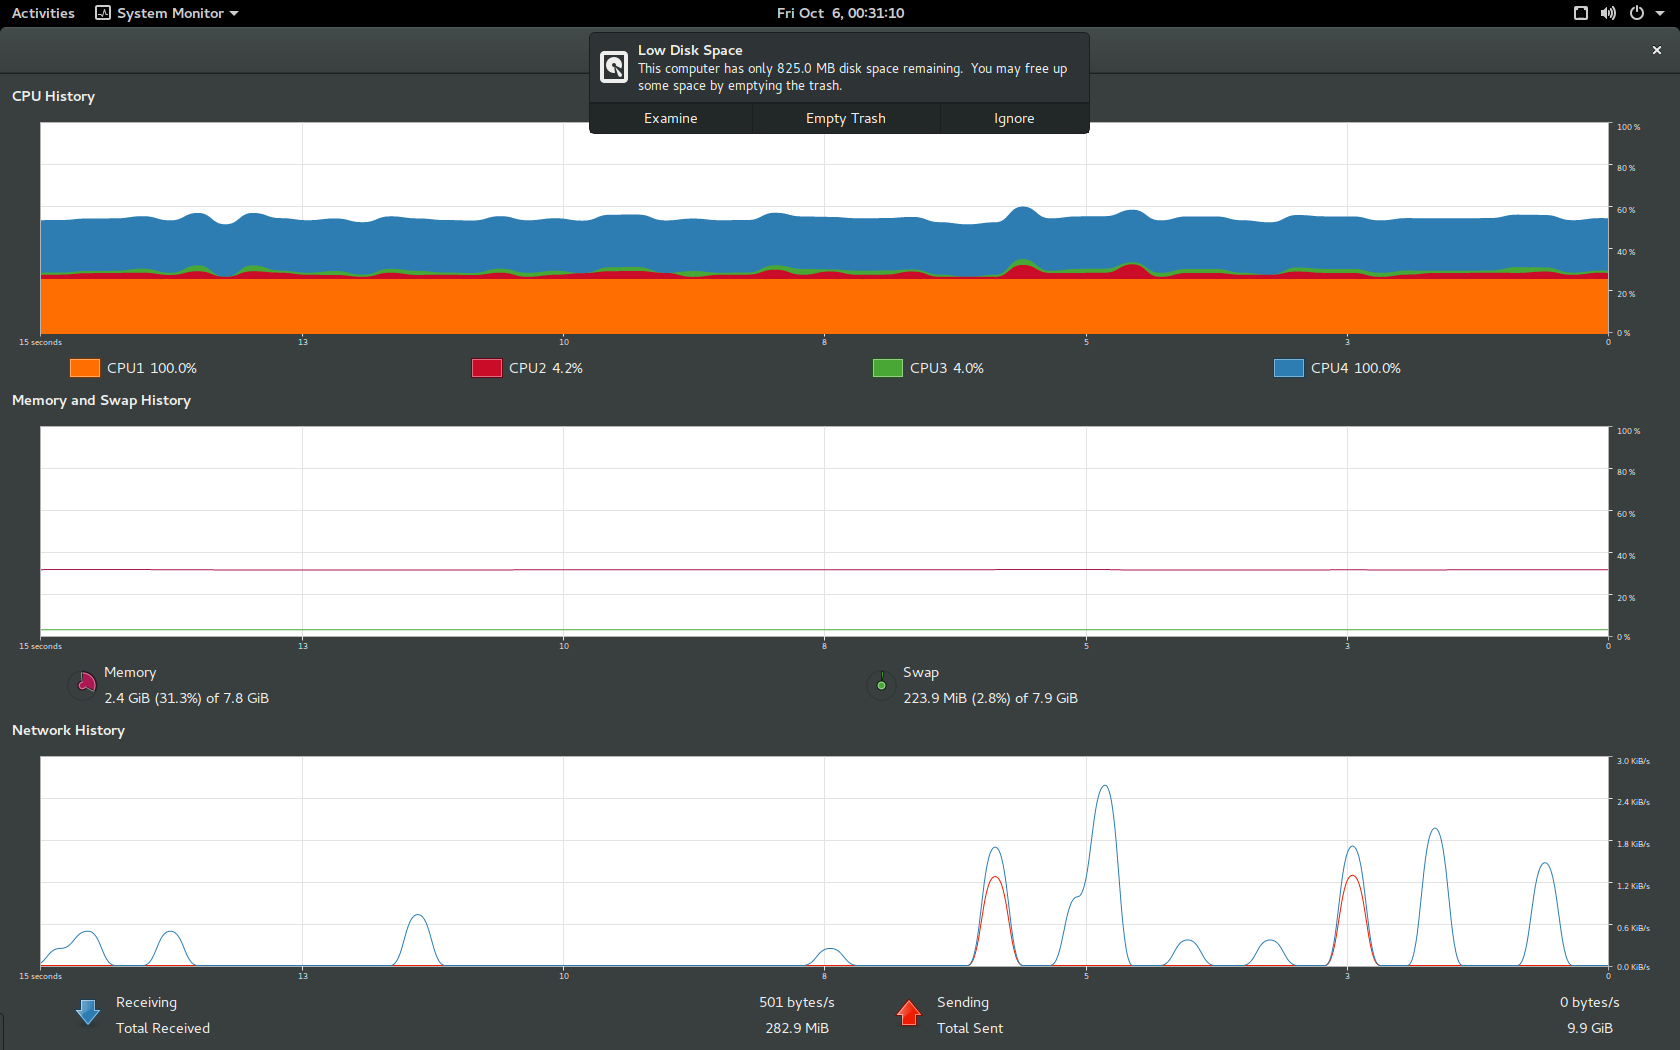 Activities System Monitor Fri Oct 6, 00:31:10
Low Disk Space
This computer has only 825.0 MB disk space remaining. You may free up
some space by emptying the trash.
Examine Empty Trash Ignore
CPU History
100 %
80 %
60 %
40 %
20 %
0 %
15 seconds 13 10 8 5 3 0
CPU1 100.0% CPU2 4.2% CPU3 4.0% CPU4 100.0%
Memory and Swap History
100 %
80 %
60 %
40 %
20 %
0 %
15 seconds 13 10 8 5 3 0
Memory
2.4 GiB (31.3%) of 7.8 GiB
Swap
223.9 MiB (2.8%) of 7.9 GiB
Network History
3.0 KiB/s
2.4 KiB/s
1.8 KiB/s
1.2 KiB/s
0.6 KiB/s
0.0 KiB/s
15 seconds 13 10 8 5 3 0
Receiving 501 bytes/s
Total Received 282.9 MiB
Sending 0 bytes/s
Total Sent 9.9 GiB